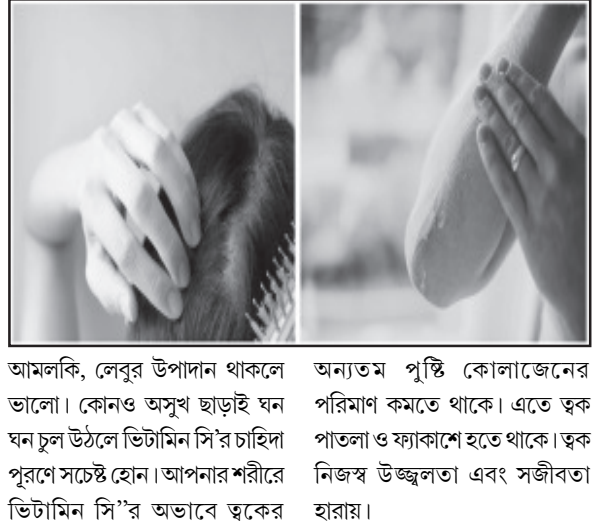 আমলকি, লেবুর উপাদান থাকলে
ভালো। কোনও অসুখ ছাড়াই ঘন
ঘন চুল উঠলে ভিটামিন সি'র চাহিদা
পূরণে সচেষ্ট হোন। আপনার শরীরে
ভিটামিন সি''র অভাবে ত্বকের
অন্যতম পুষ্টি কোলাজেনের
পরিমাণ কমতে থাকে। এতে ত্বক
পাতলা ও ফ্যাকাশে হতে থাকে। ত্বক
নিজস্ব উজ্জ্বলতা এবং সজীবতা
হারায়।